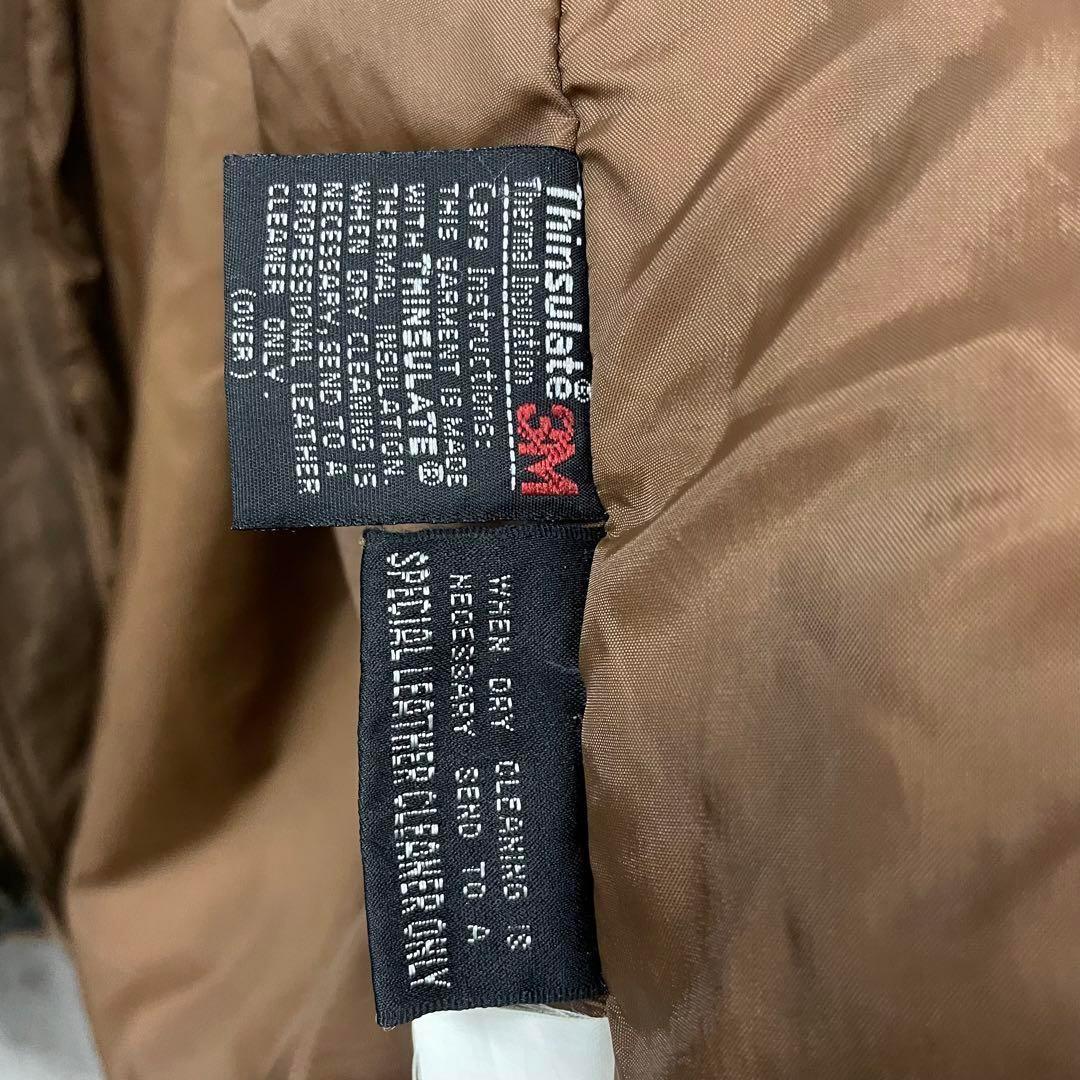 Thinsulate®
Thermal Insulation 3M
Care Instructions:
THIS GARMENT IS MADE
WITH THINSULATE®
THERMAL INSULATION.
WHEN DRY CLEANING IS
NECESSARY, SEND TO A
PROFESSIONAL LEATHER
CLEANER ONLY.
(OVER)
WHEN DRY CLEANING IS
NECESSARY SEND TO A
SPECIAL LEATHER CLEANER ONLY